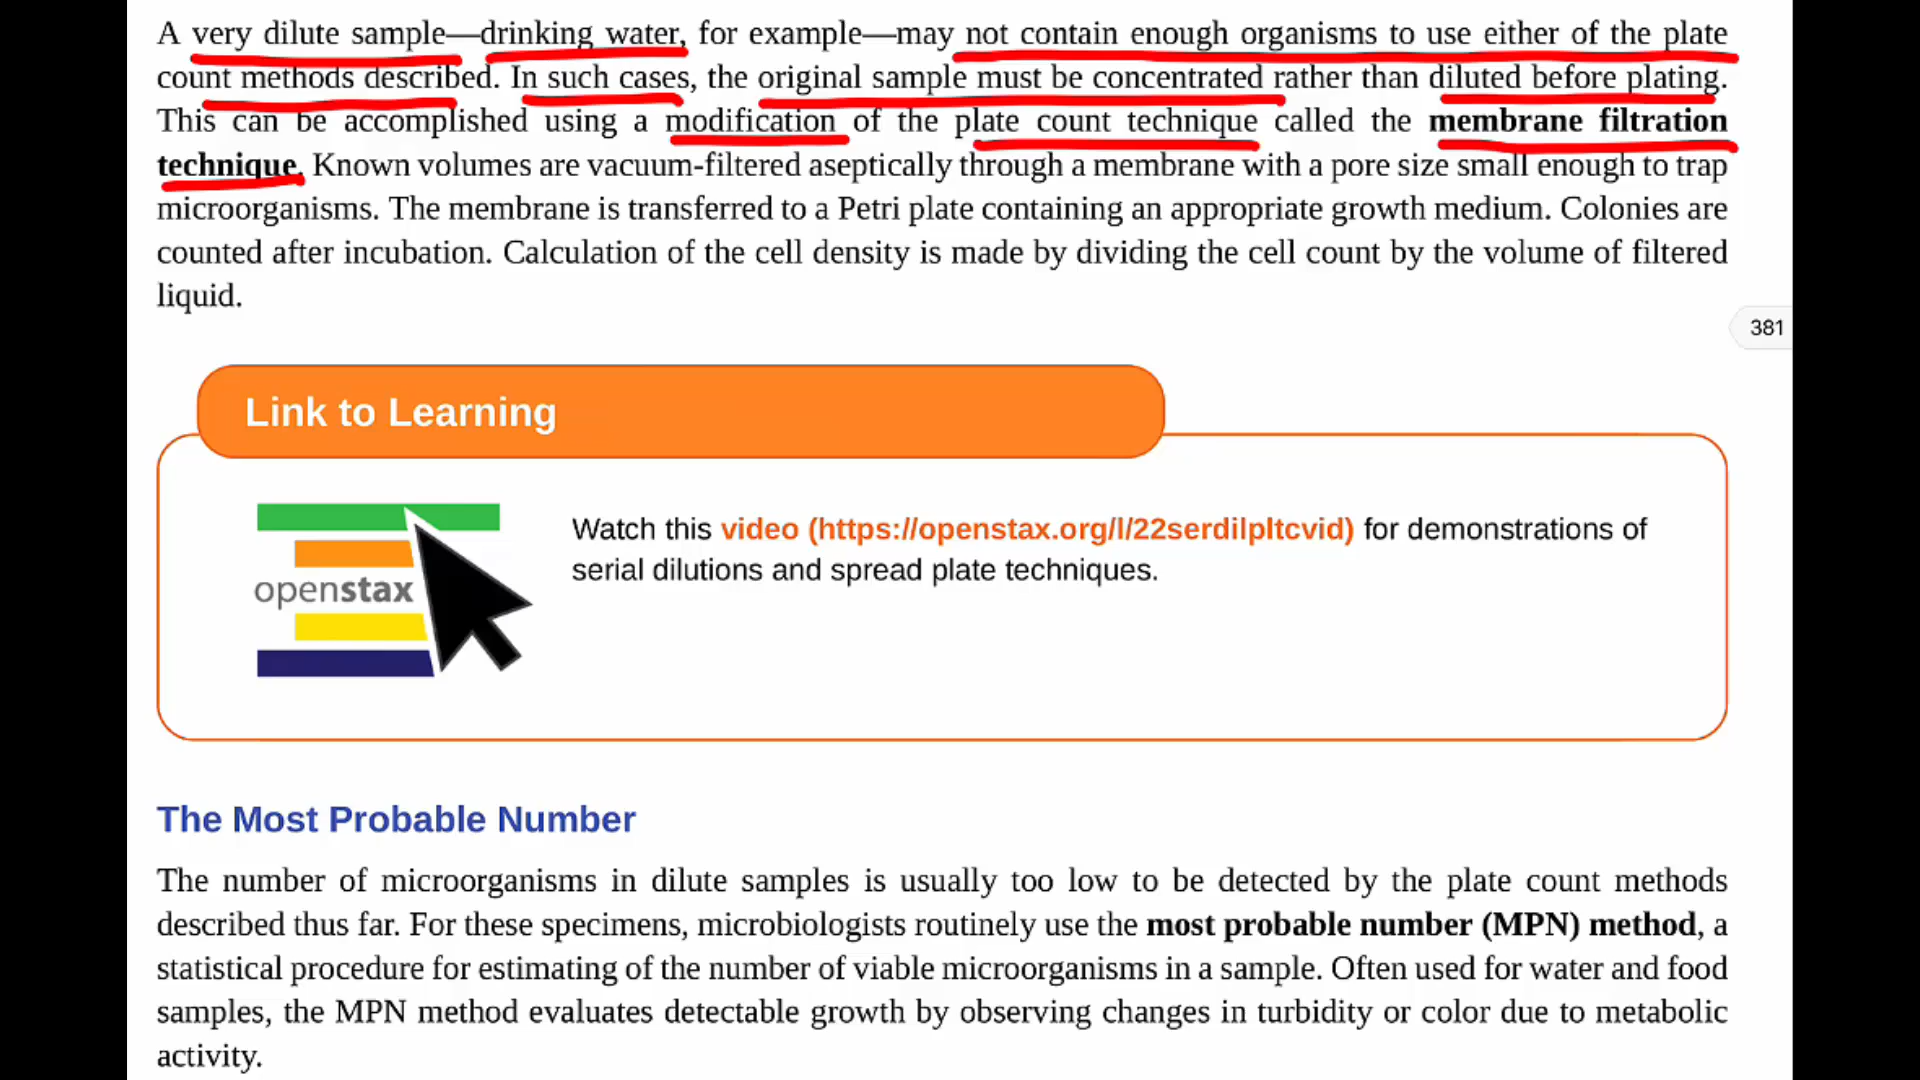 A very dilute sample—drinking water, for example—may not contain enough organisms to use either of the plate
count methods described. In such cases, the original sample must be concentrated rather than diluted before plating.
This can be accomplished using a modification of the plate count technique called the membrane filtration
technique. Known volumes are vacuum-filtered aseptically through a membrane with a pore size small enough to trap
microorganisms. The membrane is transferred to a Petri plate containing an appropriate growth medium. Colonies are
counted after incubation. Calculation of the cell density is made by dividing the cell count by the volume of filtered
liquid.
381
Link to Learning
openstax
Watch this video (https://openstax.org/l/22serdilpltcvid) for demonstrations of
serial dilutions and spread plate techniques.
The Most Probable Number
The number of microorganisms in dilute samples is usually too low to be detected by the plate count methods
described thus far. For these specimens, microbiologists routinely use the most probable number (MPN) method, a
statistical procedure for estimating of the number of viable microorganisms in a sample. Often used for water and food
samples, the MPN method evaluates detectable growth by observing changes in turbidity or color due to metabolic
activity.